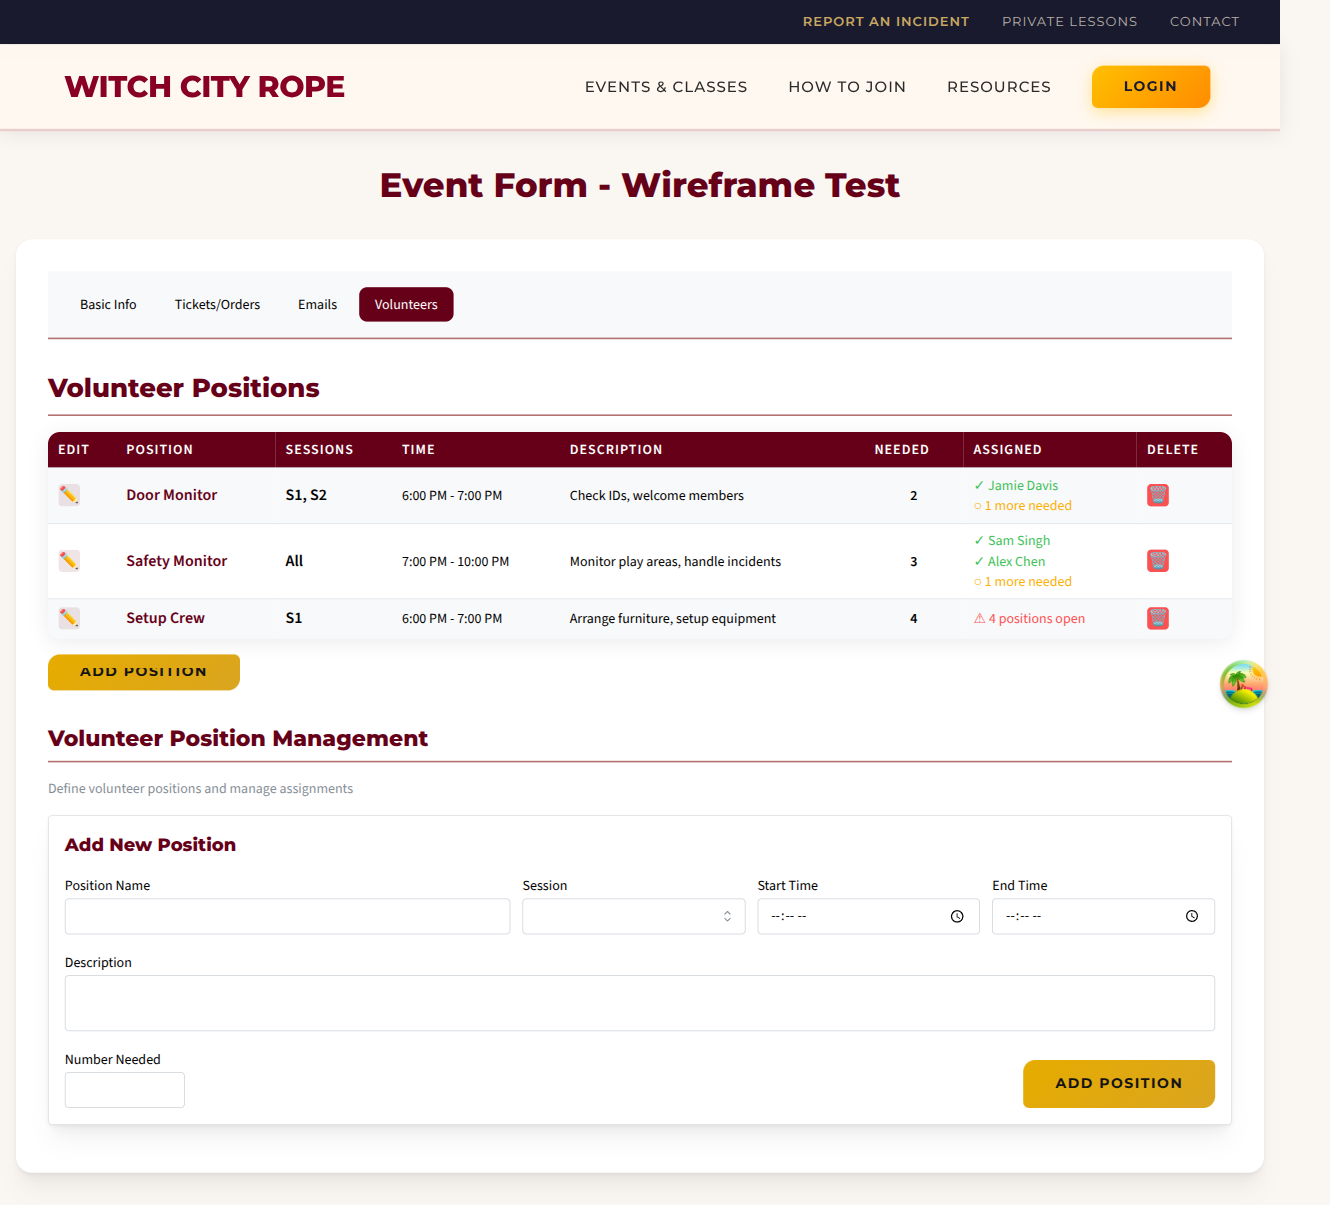 REPORT AN INCIDENT PRIVATE LESSONS CONTACT
WITCH CITY ROPE
EVENTS & CLASSES HOW TO JOIN RESOURCES LOGIN
Event Form - Wireframe Test
Basic Info Tickets/Orders Emails Volunteers
Volunteer Positions
EDIT POSITION SESSIONS TIME DESCRIPTION NEEDED ASSIGNED DELETE
Door Monitor S1, S2 6:00 PM - 7:00 PM Check IDs, welcome members 2 ✓ Jamie Davis
○ 1 more needed
Safety Monitor All 7:00 PM - 10:00 PM Monitor play areas, handle incidents 3 ✓ Sam Singh
✓ Alex Chen
○ 1 more needed
Setup Crew S1 6:00 PM - 7:00 PM Arrange furniture, setup equipment 4 ⚠ 4 positions open
ADD POSITION
Volunteer Position Management
Define volunteer positions and manage assignments
Add New Position
Position Name Session Start Time End Time
--:-- -- --:-- --
Description
Number Needed
ADD POSITION